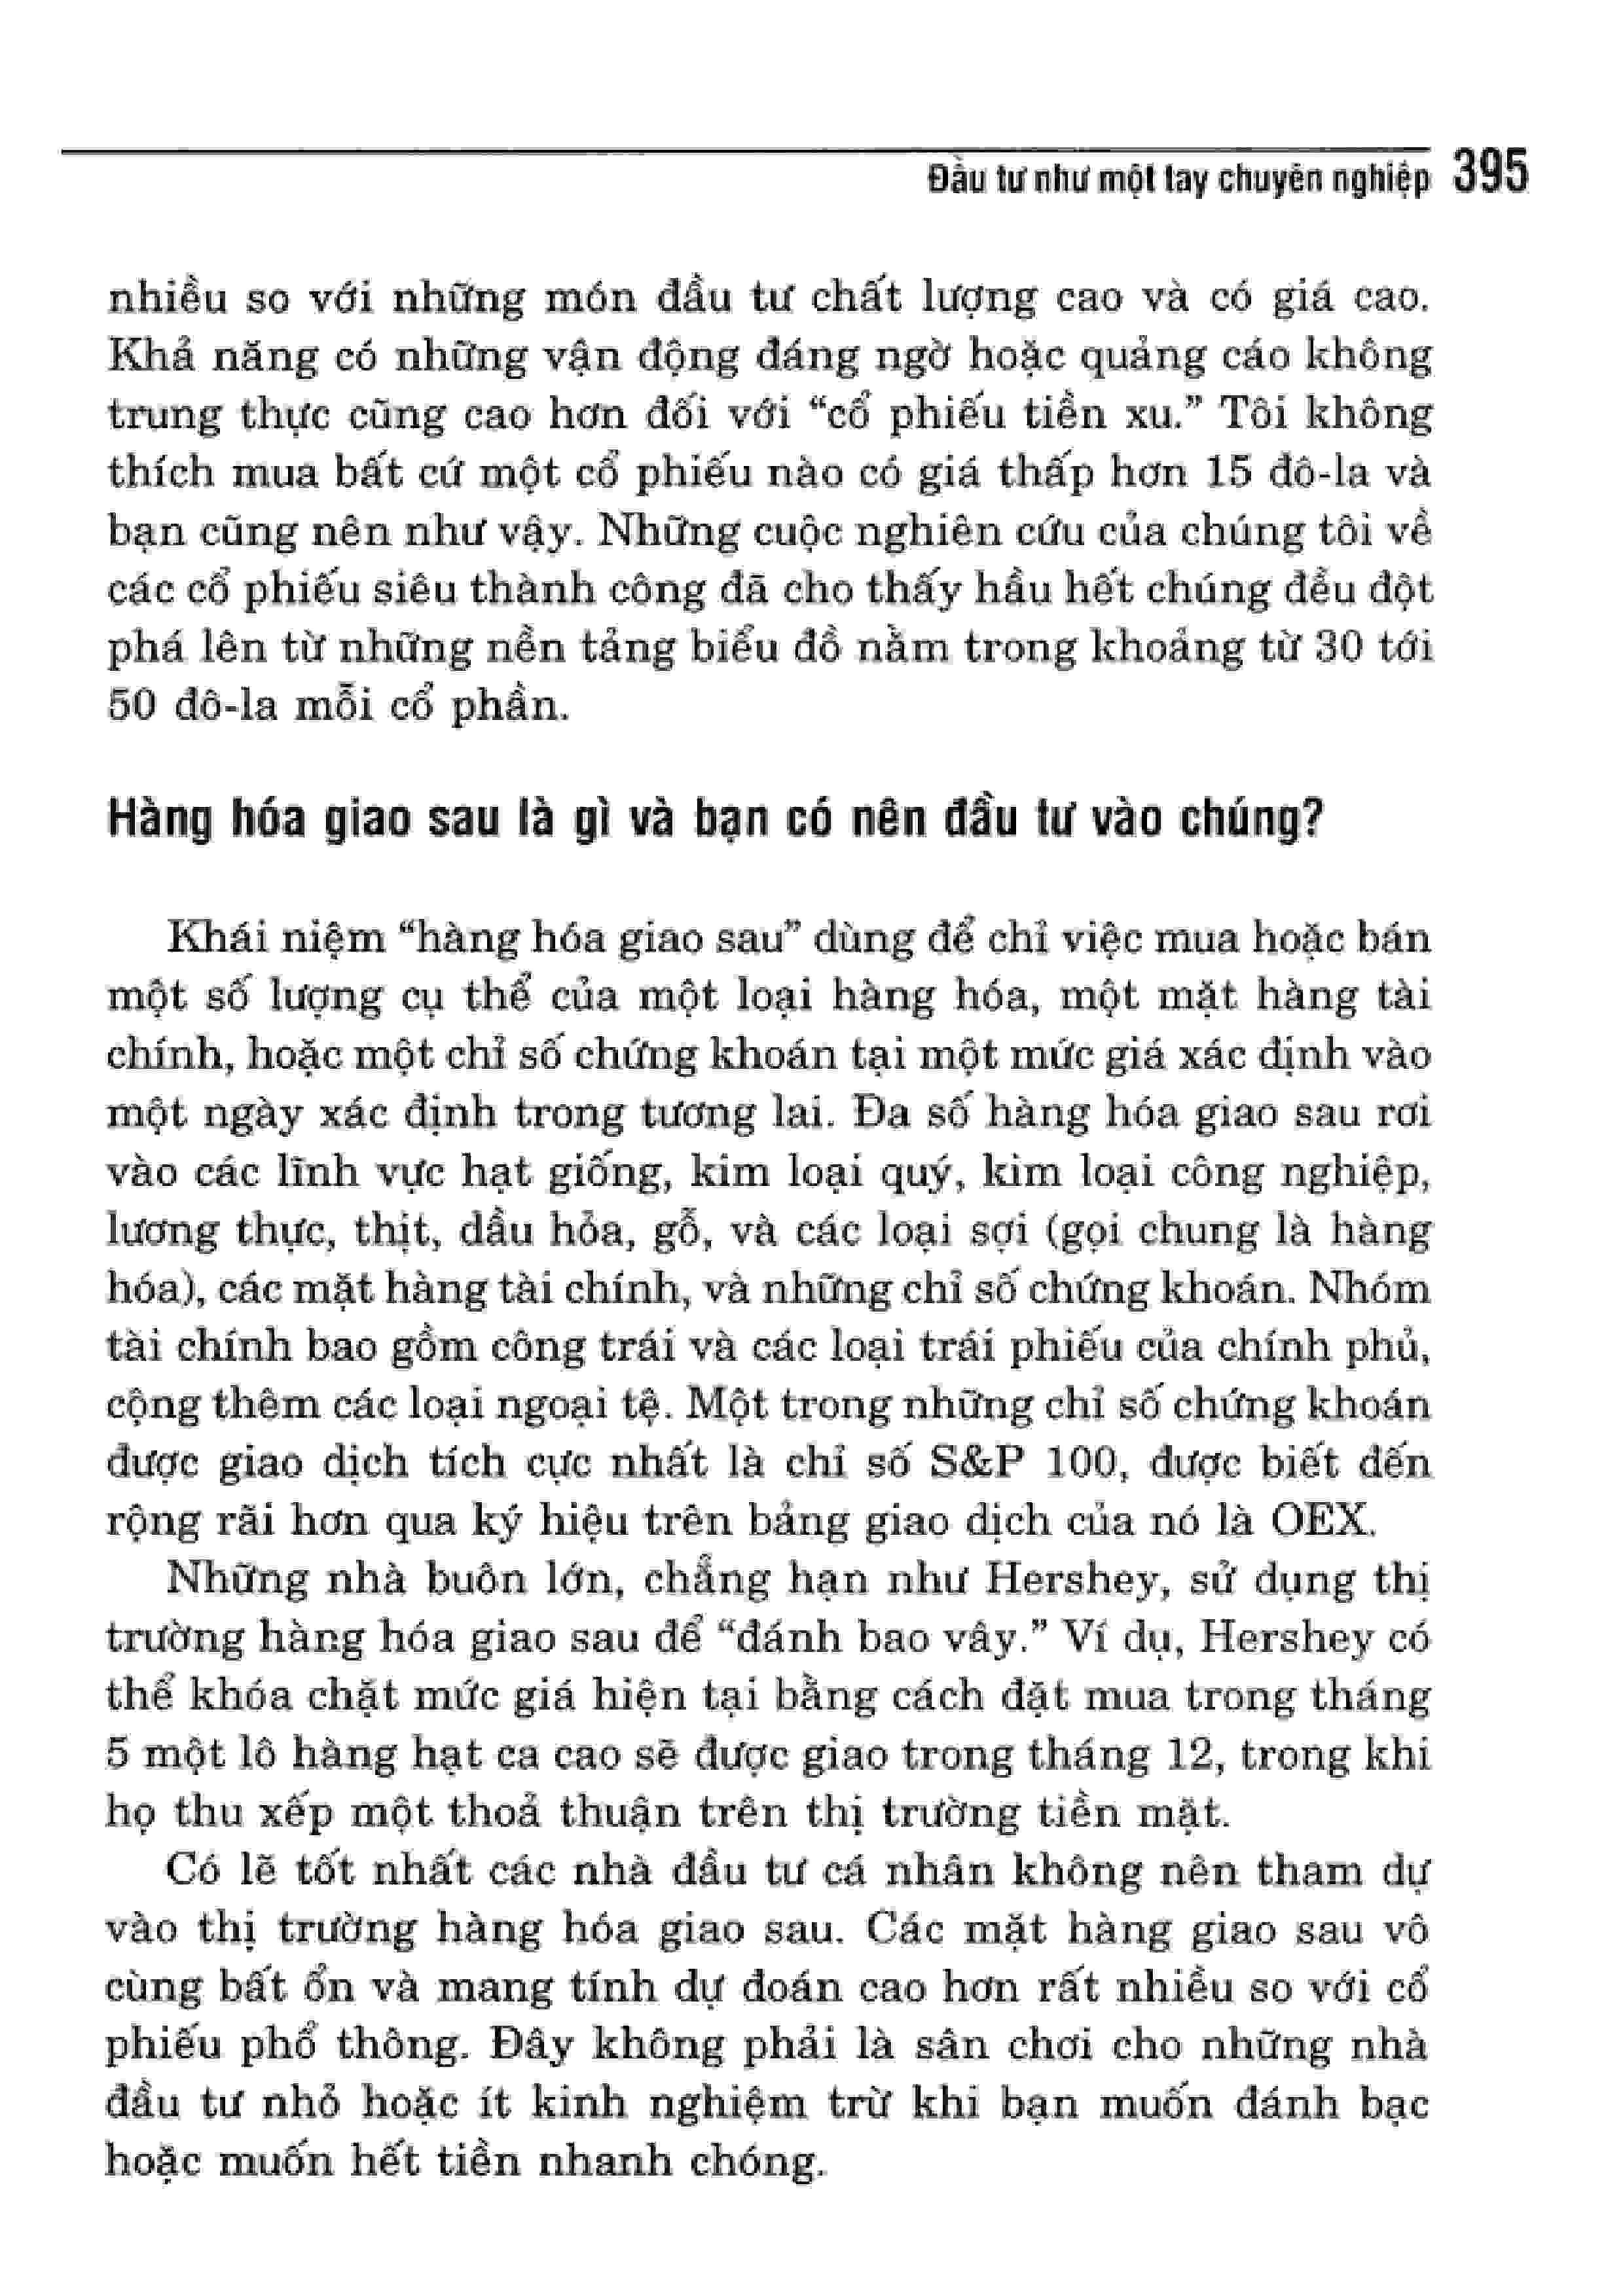 Đầu tư như một tay chuyên nghiệp 395
nhiều so với những món đầu tư chất lượng cao và có giá cao.
Khả năng có những vận động đáng ngờ hoặc quảng cáo không
trung thực cũng cao hơn đối với “cổ phiếu tiền xu.” Tôi không
thích mua bất cứ một cổ phiếu nào có giá thấp hơn 15 đô-la và
bạn cũng nên như vậy. Những cuộc nghiên cứu của chúng tôi về
các cổ phiếu siêu thành công đã cho thấy hầu hết chúng đều đột
phá lên từ những nền tảng biểu đồ nằm trong khoảng từ 30 tới
50 đô-la mỗi cổ phần.
Hàng hóa giao sau là gì và bạn có nên đầu tư vào chúng?
Khái niệm “hàng hóa giao sau” dùng để chỉ việc mua hoặc bán
một số lượng cụ thể của một loại hàng hóa, một mặt hàng tài
chính, hoặc một chỉ số chứng khoán tại một mức giá xác định vào
một ngày xác định trong tương lai. Đa số hàng hóa giao sau rơi
vào các lĩnh vực hạt giống, kim loại quý, kim loại công nghiệp,
lương thực, thịt, dầu hỏa, gỗ, và các loại sợi (gọi chung là hàng
hóa), các mặt hàng tài chính, và những chỉ số chứng khoán. Nhóm
tài chính bao gồm công trái và các loại trái phiếu của chính phủ,
cộng thêm các loại ngoại tệ. Một trong những chỉ số chứng khoán
được giao dịch tích cực nhất là chỉ số S&P 100, được biết đến
rộng rãi hơn qua ký hiệu trên bảng giao dịch của nó là OEX.
Những nhà buôn lớn, chẳng hạn như Hershey, sử dụng thị
trường hàng hóa giao sau để “đánh bao vây.” Ví dụ, Hershey có
thể khóa chặt mức giá hiện tại bằng cách đặt mua trong tháng
5 một lô hàng hạt ca cao sẽ được giao trong tháng 12, trong khi
họ thu xếp một thoả thuận trên thị trường tiền mặt.
Có lẽ tốt nhất các nhà đầu tư cá nhân không nên tham dự
vào thị trường hàng hóa giao sau. Các mặt hàng giao sau vô
cùng bất ổn và mang tính dự đoán cao hơn rất nhiều so với cổ
phiếu phổ thông. Đây không phải là sân chơi cho những nhà
đầu tư nhỏ hoặc ít kinh nghiệm trừ khi bạn muốn đánh bạc
hoặc muốn hết tiền nhanh chóng.